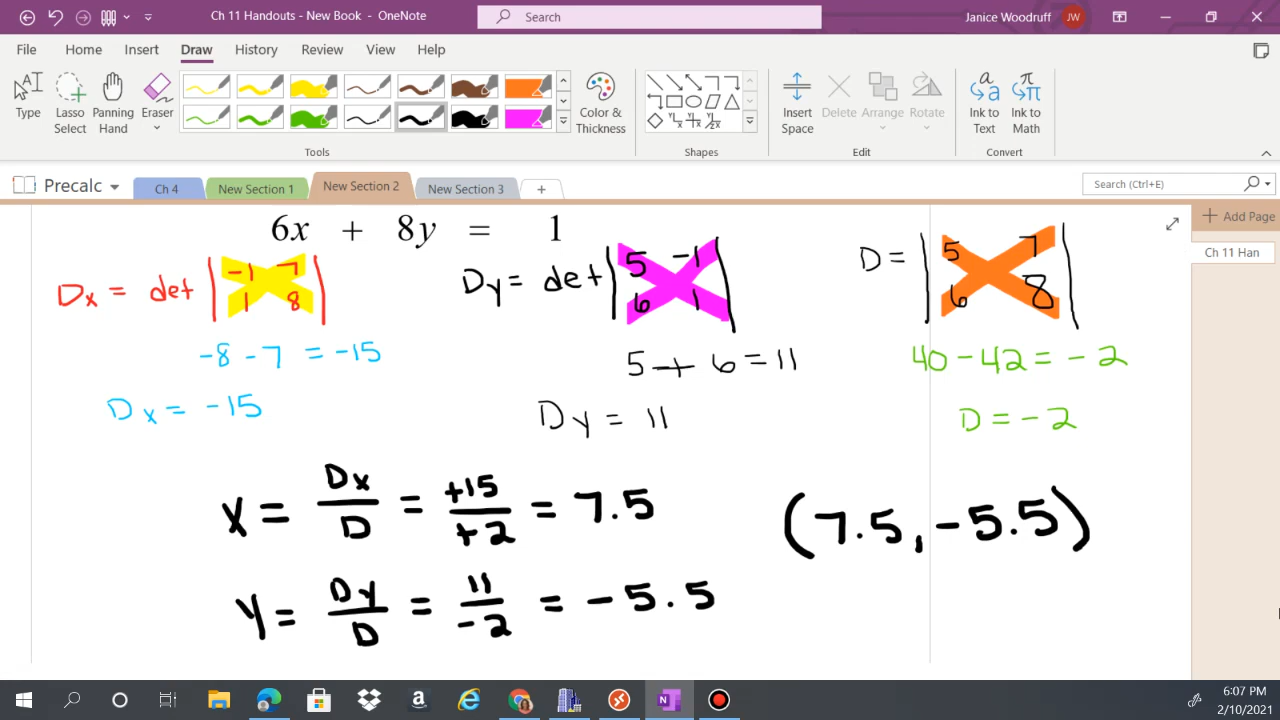 Ch 11 Handouts - New Book - OneNote
Search
Janice Woodruff JW
File Home Insert Draw History Review View Help
Type
Lasso Select
Panning Hand
Eraser
Color & Thickness
Insert Space
Delete
Arrange
Rotate
Ink to Text
Ink to Math
Tools Shapes Edit Convert
Precalc
Ch 4
New Section 1
New Section 2
New Section 3
+
Search (Ctrl+E)
+ Add Page
Ch 11 Han
6x + 8y = 1
Dx = det | -1 7 |
| 1 8 |
-8 - 7 = -15
Dx = -15
Dy = det | 5 -1 |
| 6 1 |
5 + 6 = 11
Dy = 11
D = | 5 7 |
| 6 8 |
40 - 42 = -2
D = -2
x = Dx/D = +15/+2 = 7.5
(7.5, -5.5)
y = Dy/D = 11/-2 = -5.5
6:07 PM
2/10/2021